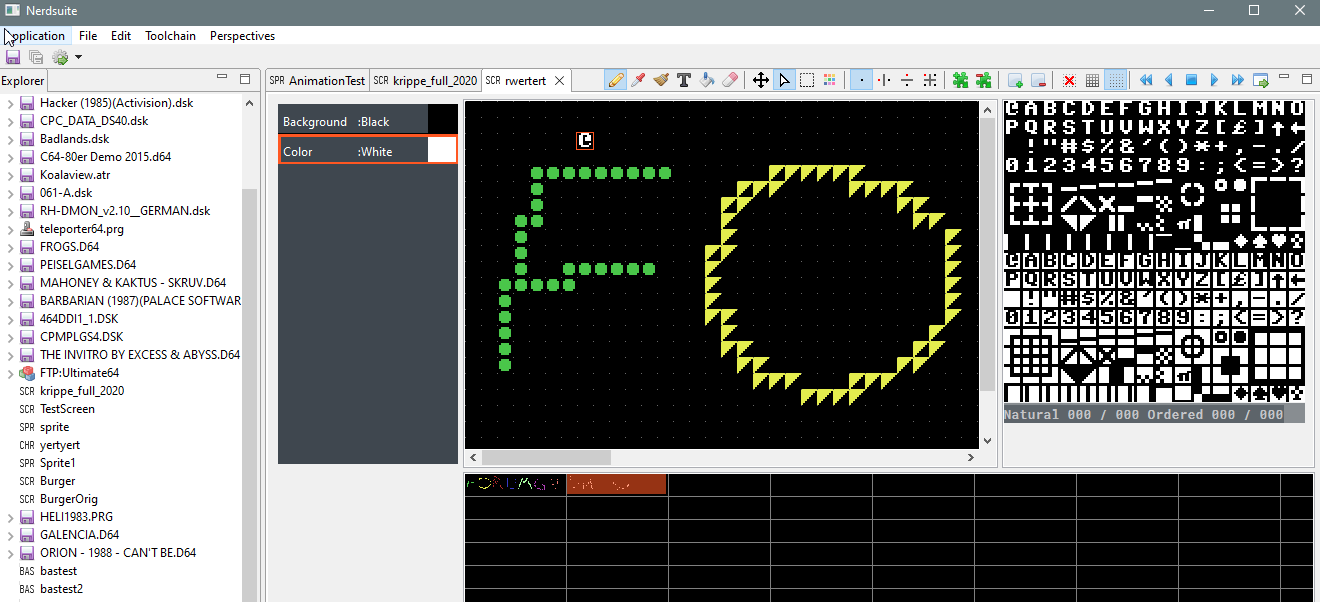 Nerdsuite
Application File Edit Toolchain Perspectives
Explorer
SPR AnimationTest SCR krippe_full_2020 SCR rwertert
Hacker (1985)(Activision).dsk
CPC_DATA_DS40.dsk
Badlands.dsk
C64-80er Demo 2015.d64
Koalaview.atr
061-A.dsk
RH-DMON_v2.10__GERMAN.dsk
teleporter64.prg
FROGS.D64
PEISELGAMES.D64
MAHONEY & KAKTUS - SKRUV.D64
BARBARIAN (1987)(PALACE SOFTWAR
464DDI1_1.DSK
CPMPLGS4.DSK
THE INVITRO BY EXCESS & ABYSS.D64
FTP:Ultimate64
SCR krippe_full_2020
SCR TestScreen
SPR sprite
CHR yertyert
SPR Sprite1
SCR Burger
SCR BurgerOrig
HELI1983.PRG
GALENCIA.D64
ORION - 1988 - CAN'T BE.D64
BAS bastest
BAS bastest2
Background :Black
Color :White
@
F O
@ABCDEFGHIJKLMNO
PQRSTUVWXYZ[£]↑←
!"#$%&'()*+,-./
0123456789:;<=>?
@ABCDEFGHIJKLMNO
PQRSTUVWXYZ[£]↑←
!"#$%&'()*+,-./
0123456789:;<=>?
Natural 000 / 000 Ordered 000 / 000